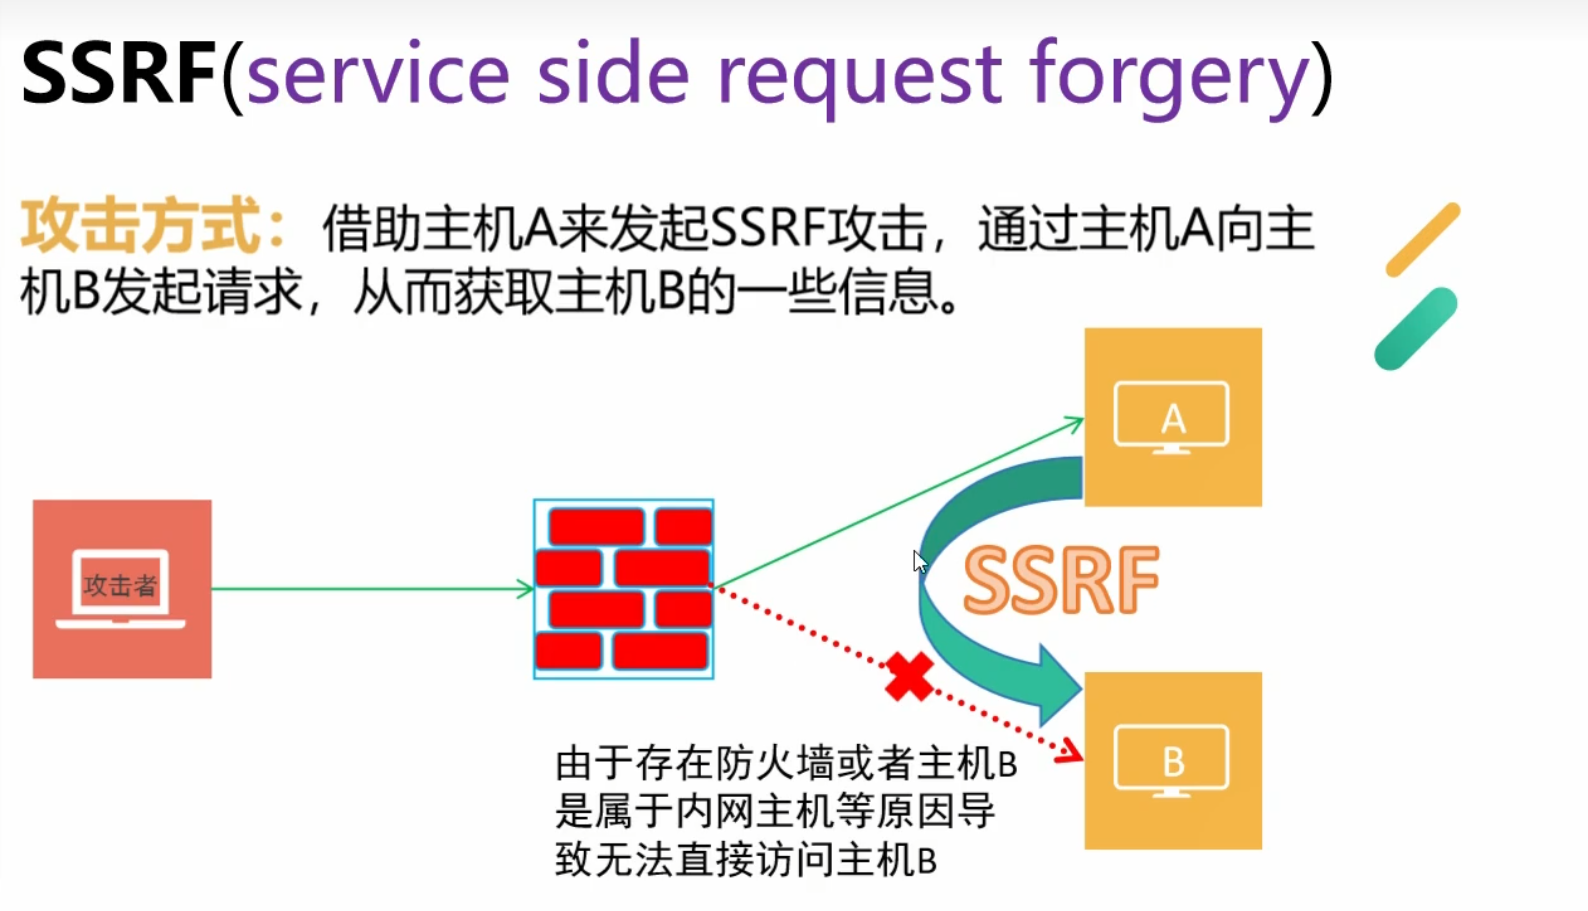 SSRF(service side request forgery)
攻击方式：借助主机A来发起SSRF攻击，通过主机A向主
机B发起请求，从而获取主机B的一些信息。
A
攻击者
SSRF
B
由于存在防火墙或者主机B
是属于内网主机等原因导
致无法直接访问主机B